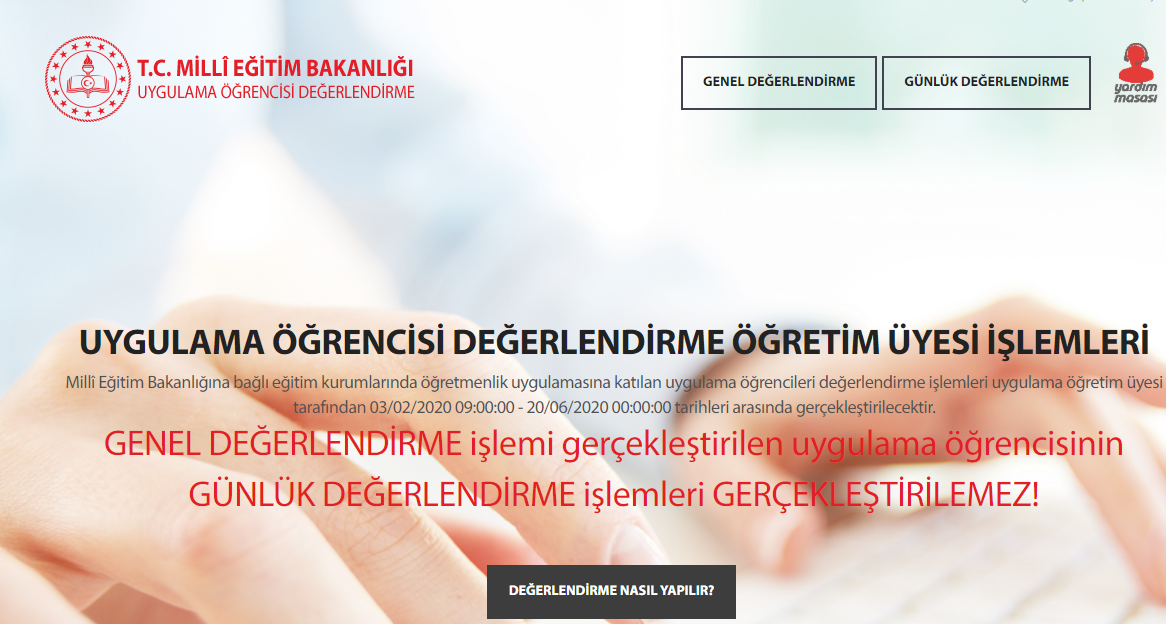 T.C. MİLLÎ EĞİTİM BAKANLIĞI
UYGULAMA ÖĞRENCİSİ DEĞERLENDİRME
GENEL DEĞERLENDİRME
GÜNLÜK DEĞERLENDİRME
yardım
masası
UYGULAMA ÖĞRENCİSİ DEĞERLENDİRME ÖĞRETİM ÜYESİ İŞLEMLERİ
Millî Eğitim Bakanlığına bağlı eğitim kurumlarında öğretmenlik uygulamasına katılan uygulama öğrencileri değerlendirme işlemleri uygulama öğretim üyesi
tarafından 03/02/2020 09:00:00 - 20/06/2020 00:00:00 tarihleri arasında gerçekleştirilecektir.
GENEL DEĞERLENDİRME işlemi gerçekleştirilen uygulama öğrencisinin
GÜNLÜK DEĞERLENDİRME işlemleri GERÇEKLEŞTİRİLEMEZ!
DEĞERLENDİRME NASIL YAPILIR?